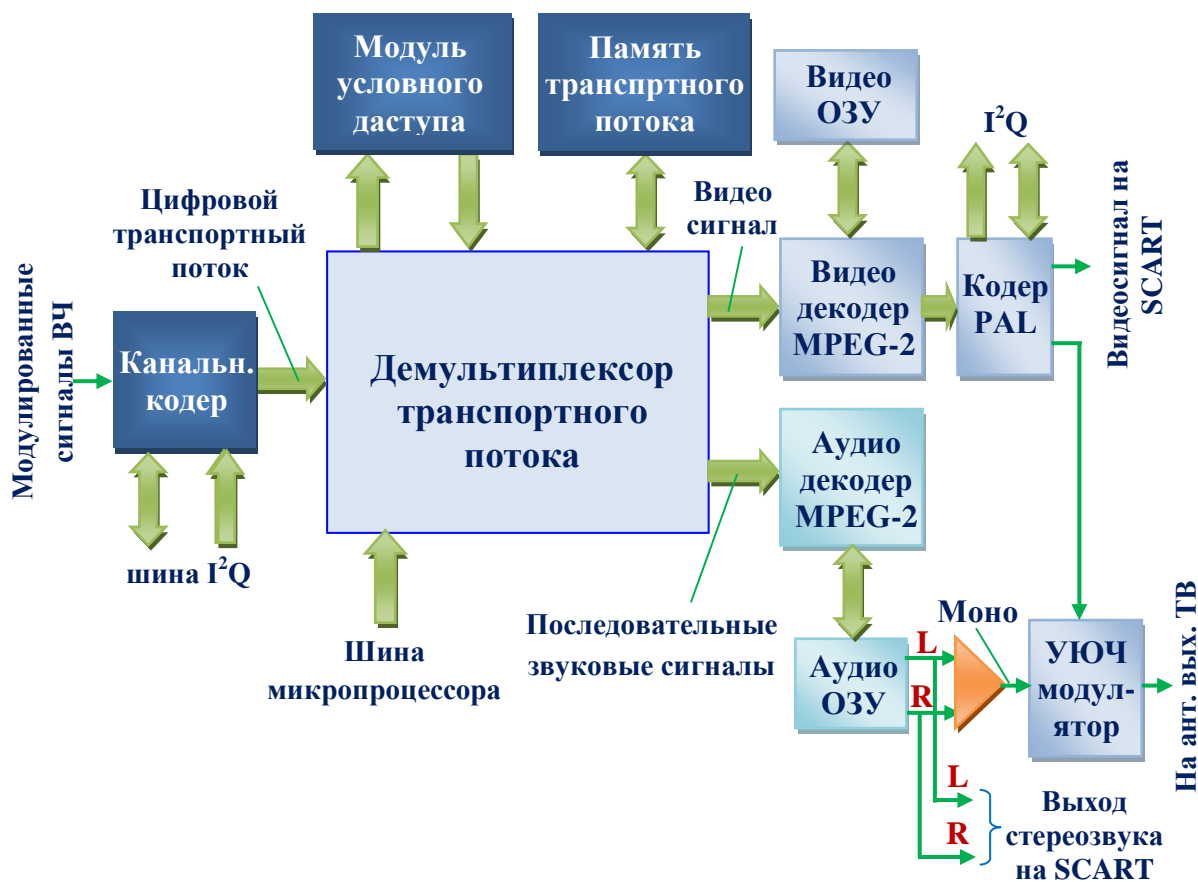 Модуль
условного
даступа
Память
транспртного
потока
Видео
ОЗУ
I²Q
Цифровой
транспортный
поток
Видео
сигнал
Модулированные
сигналы ВЧ
Канальн.
кодер
Демультиплексор
транспортного
потока
Видео
декодер
MPEG-2
Кодер
PAL
Видеосигнал на
SCART
Аудио
декодер
MPEG-2
шина I²Q
Шина
микропроцессора
Последовательные
звуковые сигналы
Аудио
ОЗУ
L
R
Моно
УЮЧ
модул-
ятор
На ант. вых. ТВ
L
R
Выход
стереозвука
на SCART